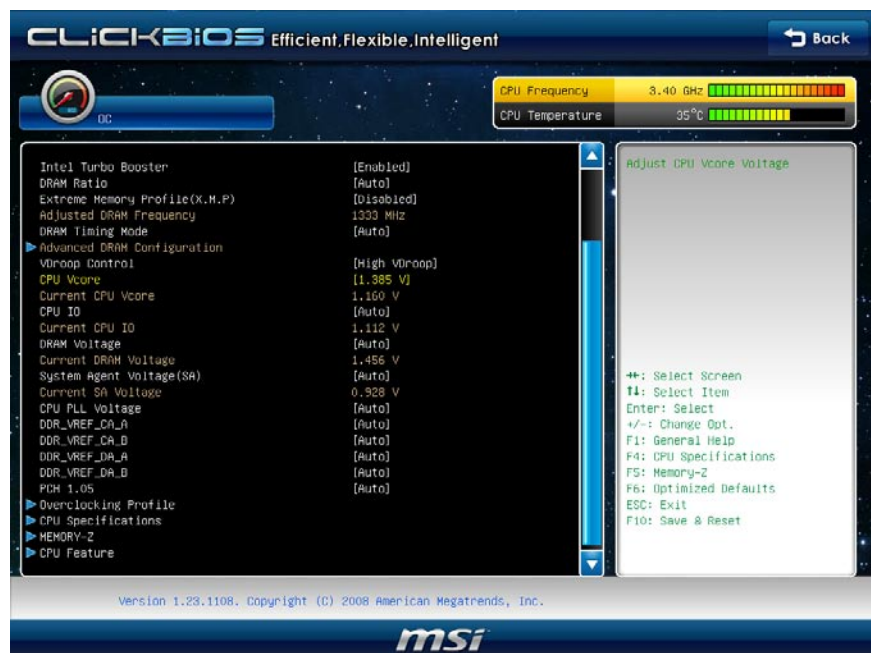 CLiCKBiOS Efficient,Flexible,Intelligent
Back
OC
CPU Frequency 3.40 GHz
CPU Temperature 35°C
Intel Turbo Booster [Enabled]
DRAM Ratio [Auto]
Extreme Memory Profile(X.M.P) [Disabled]
Adjusted DRAM Frequency 1333 MHz
DRAM Timing Mode [Auto]
Advanced DRAM Configuration
VDroop Control [High VDroop]
CPU Vcore [1.385 V]
Current CPU Vcore 1.160 V
CPU IO [Auto]
Current CPU IO 1.112 V
DRAM Voltage [Auto]
Current DRAM Voltage 1.456 V
System Agent Voltage(SA) [Auto]
Current SA Voltage 0.928 V
CPU PLL Voltage [Auto]
DDR_VREF_CA_A [Auto]
DDR_VREF_CA_B [Auto]
DDR_VREF_DA_A [Auto]
DDR_VREF_DA_B [Auto]
PCH 1.05 [Auto]
Overclocking Profile
CPU Specifications
MEMORY-Z
CPU Feature
Adjust CPU Vcore Voltage
→←: Select Screen
↑↓: Select Item
Enter: Select
+/-: Change Opt.
F1: General Help
F4: CPU Specifications
F5: Memory-Z
F6: Optimized Defaults
ESC: Exit
F10: Save & Reset
Version 1.23.1108. Copyright (C) 2008 American Megatrends, Inc.
msi